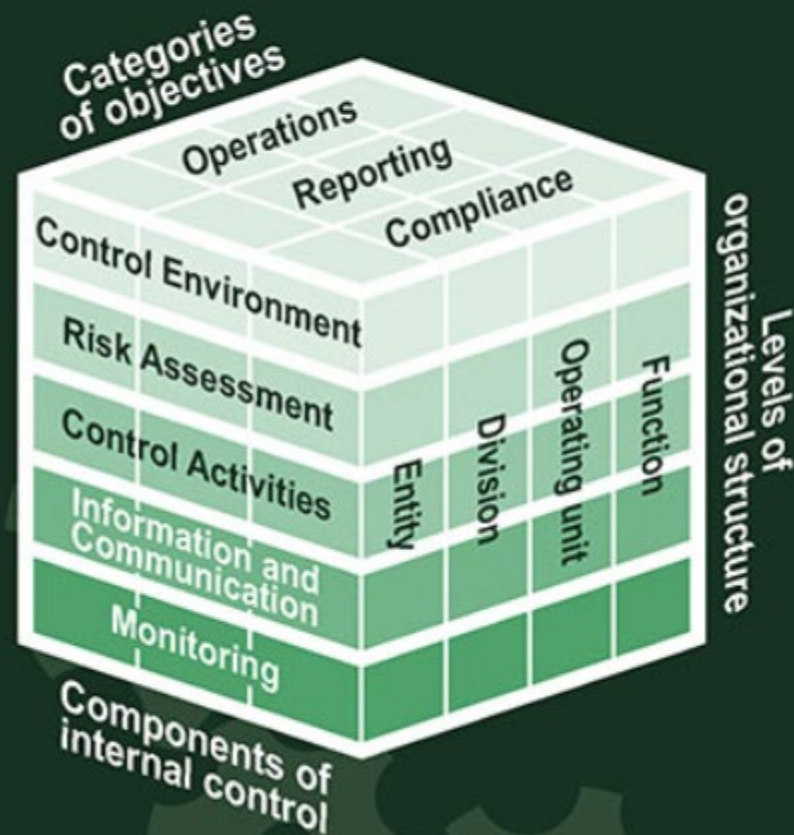 Categories
of objectives
Operations
Reporting
Compliance
Control Environment
Risk Assessment
Control Activities
Information and
Communication
Monitoring
Components of
internal control
Entity
Division
Operating unit
Function
Levels of
organizational structure